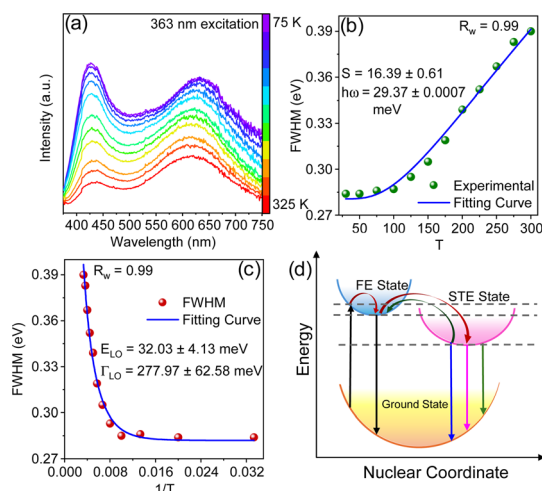 (a)
363 nm excitation
75 K
325 K
Intensity (a.u.)
400 450 500 550 600 650 700 750
Wavelength (nm)
(b)
R_w = 0.99
S = 16.39 ± 0.61
hω = 29.37 ± 0.0007
meV
Experimental
Fitting Curve
FWHM (eV)
0.39
0.36
0.33
0.30
0.28
50 100 150 200 250 300
T
(c)
R_w = 0.99
FWHM
Fitting Curve
E_LO = 32.03 ± 4.13 meV
Γ_LO = 277.97 ± 62.58 meV
FWHM (eV)
0.39
0.36
0.33
0.30
0.27
0.000 0.008 0.016 0.024 0.032
1/T
(d)
FE State
STE State
Ground State
Energy
Nuclear Coordinate